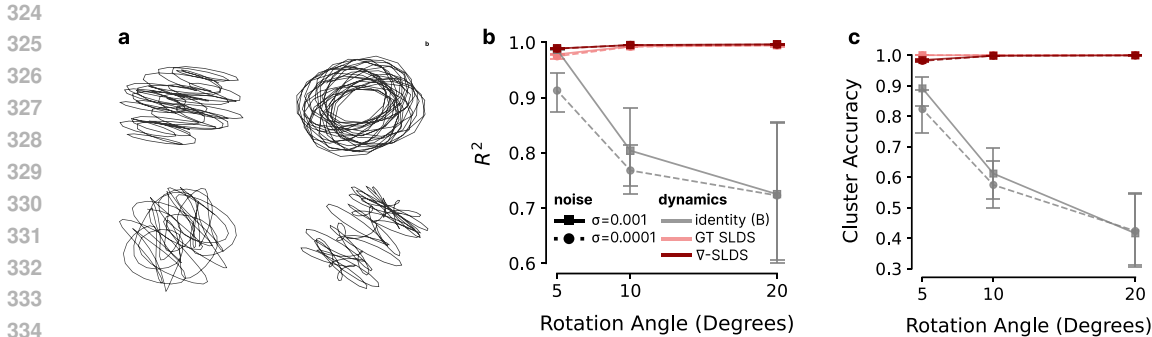 324
325
326
327
328
329
330
331
332
333
334
a
b
b
1.0
0.9
0.8
0.7
0.6
R²
5
10
20
Rotation Angle (Degrees)
noise
σ=0.001
σ=0.0001
dynamics
identity (B)
GT SLDS
∇-SLDS
c
1.0
0.9
0.8
0.7
0.6
0.5
0.4
0.3
Cluster Accuracy
5
10
20
Rotation Angle (Degrees)